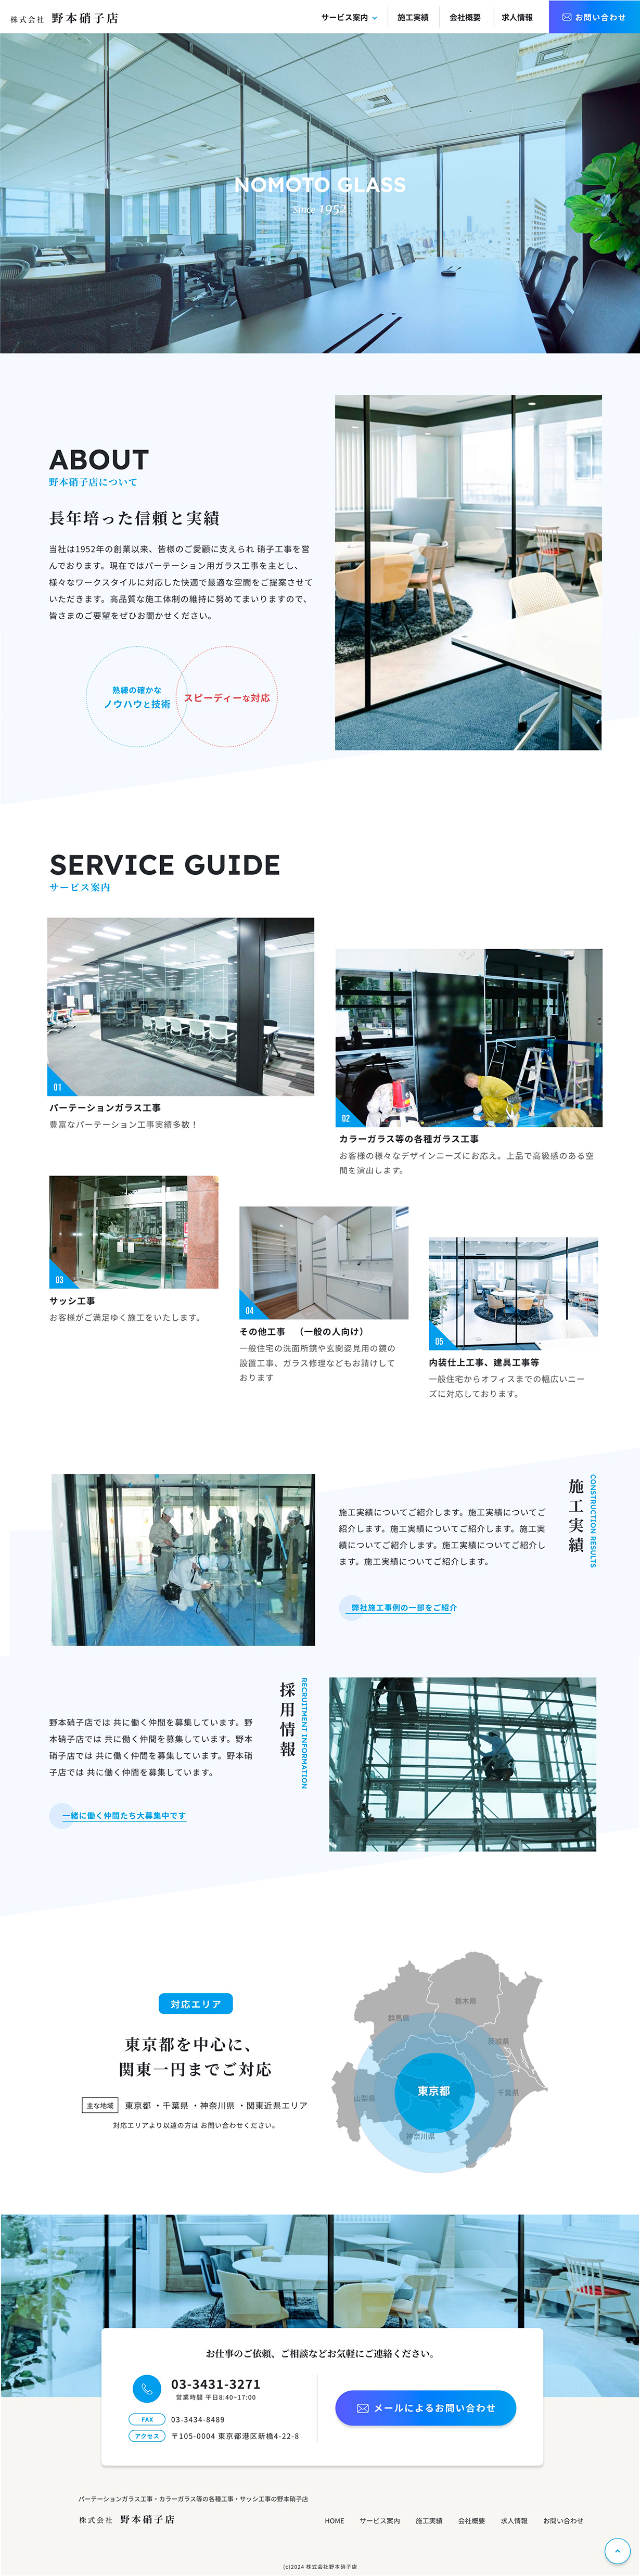 株式会社 野本硝子店
サービス案内
施工実績
会社概要
求人情報
お問い合わせ
NOMOTO GLASS
Since 1952
ABOUT
野本硝子店について
長年培った信頼と実績
当社は1952年の創業以来、皆様のご愛顧に支えられ 硝子工事を営
んでおります。現在ではパーテーション用ガラス工事を主とし、
様々なワークスタイルに対応した快適で最適な空間をご提案させて
いただきます。高品質な施工体制の維持に努めてまいりますので、
皆さまのご要望をぜひお聞かせください。
熟練の確かな
ノウハウと技術
スピーディーな対応
SERVICE GUIDE
サービス案内
01
パーテーションガラス工事
豊富なパーテーション工事実績多数！
02
カラーガラス等の各種ガラス工事
お客様の様々なデザインニーズにお応え。上品で高級感のある空
間を演出します。
03
サッシ工事
お客様がご満足ゆく施工をいたします。
04
その他工事　（一般の人向け）
一般住宅の洗面所鏡や玄関姿見用の鏡の
設置工事、ガラス修理などもお請けして
おります
05
内装仕上工事、建具工事等
一般住宅からオフィスまでの幅広いニー
ズに対応しております。
施工実績
CONSTRUCTION RESULTS
施工実績についてご紹介します。施工実績についてご
紹介します。施工実績についてご紹介します。施工実
績についてご紹介します。施工実績についてご紹介し
ます。施工実績についてご紹介します。
弊社施工事例の一部をご紹介
採用情報
RECRUITMENT INFORMATION
野本硝子店では 共に働く仲間を募集しています。野
本硝子店では 共に働く仲間を募集しています。野本
硝子店では 共に働く仲間を募集しています。野本硝
子店では 共に働く仲間を募集しています。
一緒に働く仲間たち大募集中です
対応エリア
東京都を中心に、
関東一円までご対応
主な地域 東京都 ・千葉県 ・神奈川県 ・関東近県エリア
対応エリアより以遠の方は お問い合わせください。
栃木県
群馬県
茨城県
東京都
山梨県
千葉県
神奈川県
お仕事のご依頼、ご相談などお気軽にご連絡ください。
03-3431-3271
営業時間 平日8:40~17:00
FAX 03-3434-8489
アクセス 〒105-0004 東京都港区新橋4-22-8
メールによるお問い合わせ
パーテーションガラス工事・カラーガラス等の各種工事・サッシ工事の野本硝子店
株式会社 野本硝子店
HOME
サービス案内
施工実績
会社概要
求人情報
お問い合わせ
(c)2024 株式会社野本硝子店